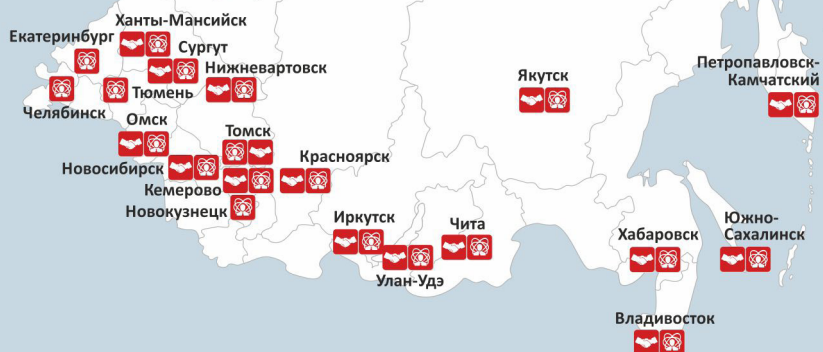 Ханты-Мансийск
Екатеринбург
Сургут
Нижневартовск
Челябинск
Тюмень
Омск
Томск
Новосибирск
Красноярск
Кемерово
Новокузнецк
Иркутск
Чита
Улан-Удэ
Якутск
Петропавловск-
Камчатский
Хабаровск
Южно-
Сахалинск
Владивосток